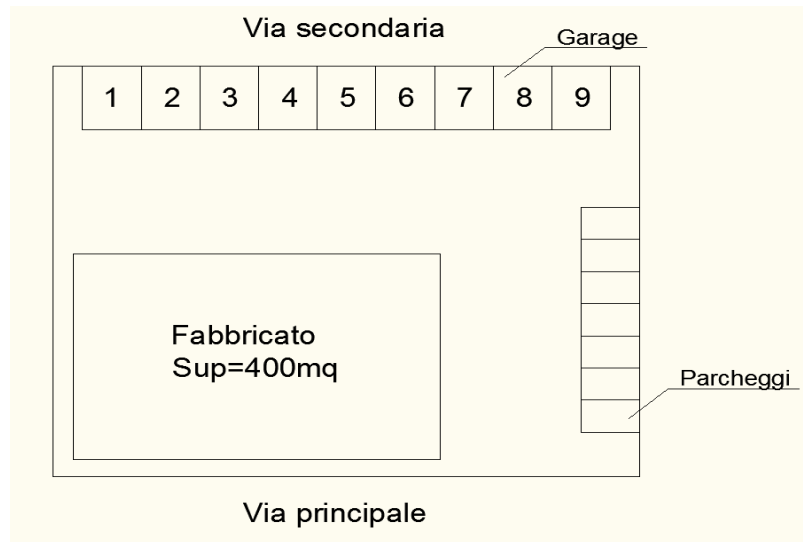 Via secondaria
Garage
1 2 3 4 5 6 7 8 9
Fabbricato
Sup=400mq
Parcheggi
Via principale